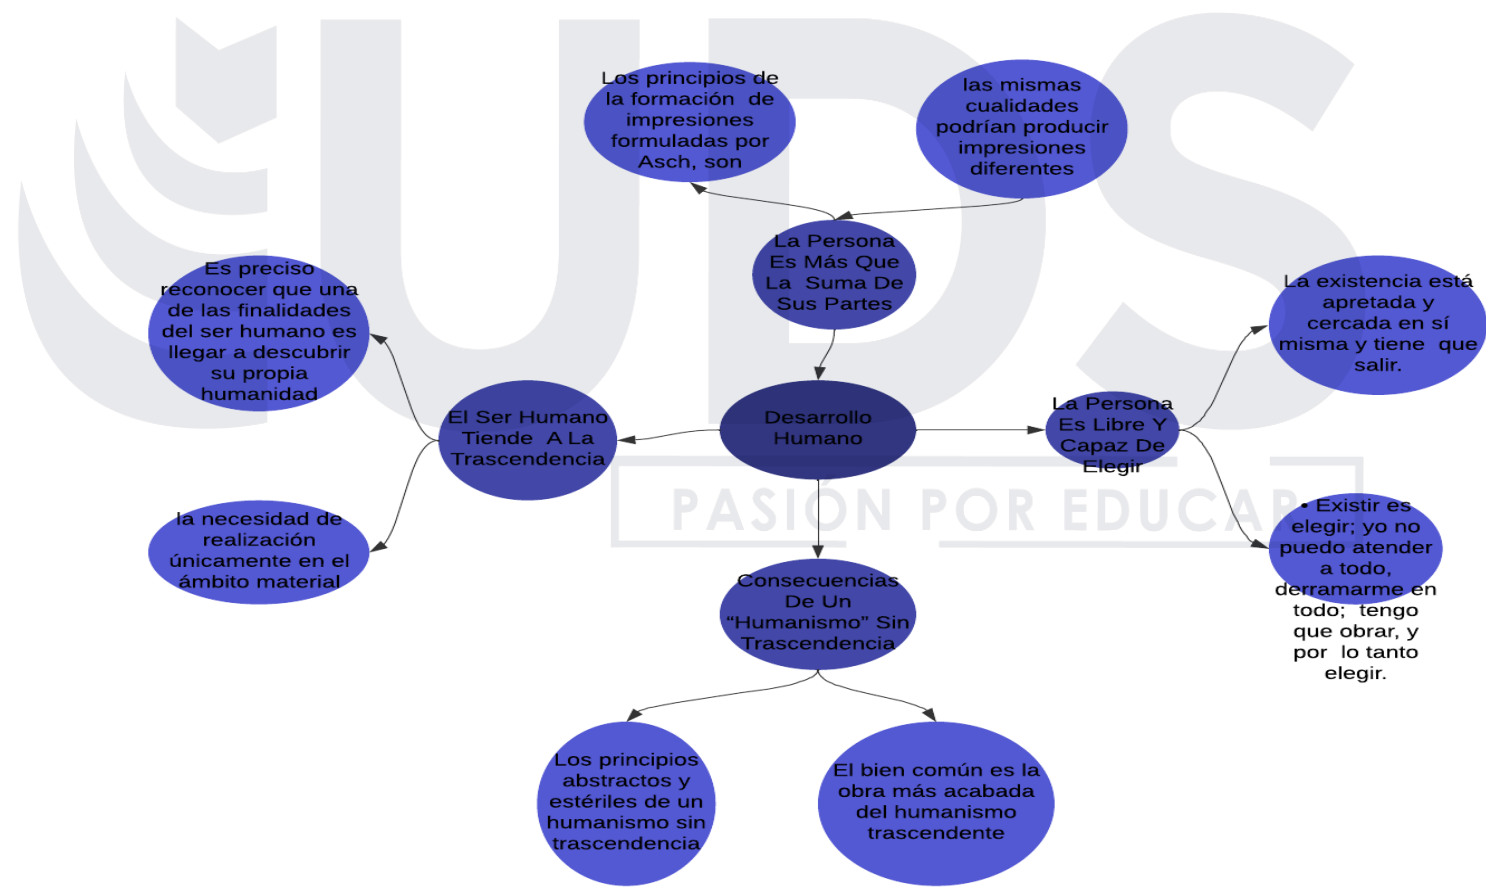 UDS
PASIÓN POR EDUCAR
Los principios de
la formación  de
impresiones
formuladas por
Asch, son
las mismas
cualidades
podrían producir
impresiones
diferentes
La Persona
Es Más Que
La  Suma De
Sus Partes
Es preciso
reconocer que una
de las finalidades
del ser humano es
llegar a descubrir
su propia
humanidad
La existencia está
apretada y
cercada en sí
misma y tiene  que
salir.
El Ser Humano
Tiende  A La
Trascendencia
Desarrollo
Humano
La Persona
Es Libre Y
Capaz De
Elegir
la necesidad de
realización
únicamente en el
ámbito material
• Existir es
elegir; yo no
puedo atender
a todo,
derramarme en
todo;  tengo
que obrar, y
por  lo tanto
elegir.
Consecuencias
De Un
“Humanismo” Sin
Trascendencia
Los principios
abstractos y
estériles de un
humanismo sin
trascendencia
El bien común es la
obra más acabada
del humanismo
trascendente